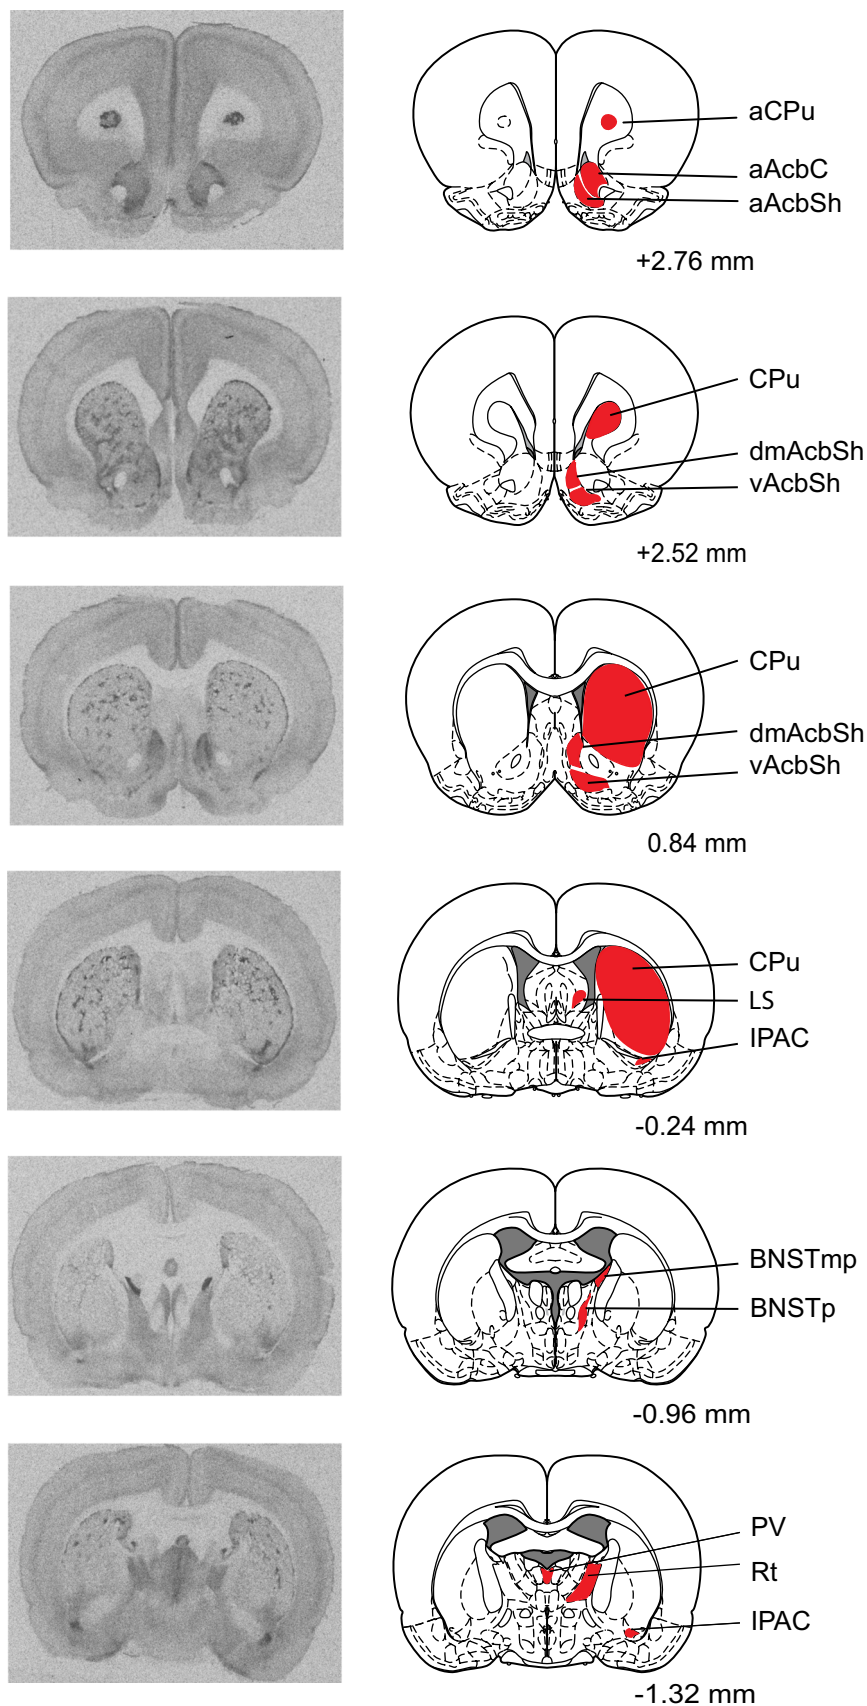 aCPu
aAcbC
aAcbSh
+2.76 mm
CPu
dmAcbSh
vAcbSh
+2.52 mm
CPu
dmAcbSh
vAcbSh
0.84 mm
CPu
LS
IPAC
-0.24 mm
BNSTmp
BNSTp
-0.96 mm
PV
Rt
IPAC
-1.32 mm